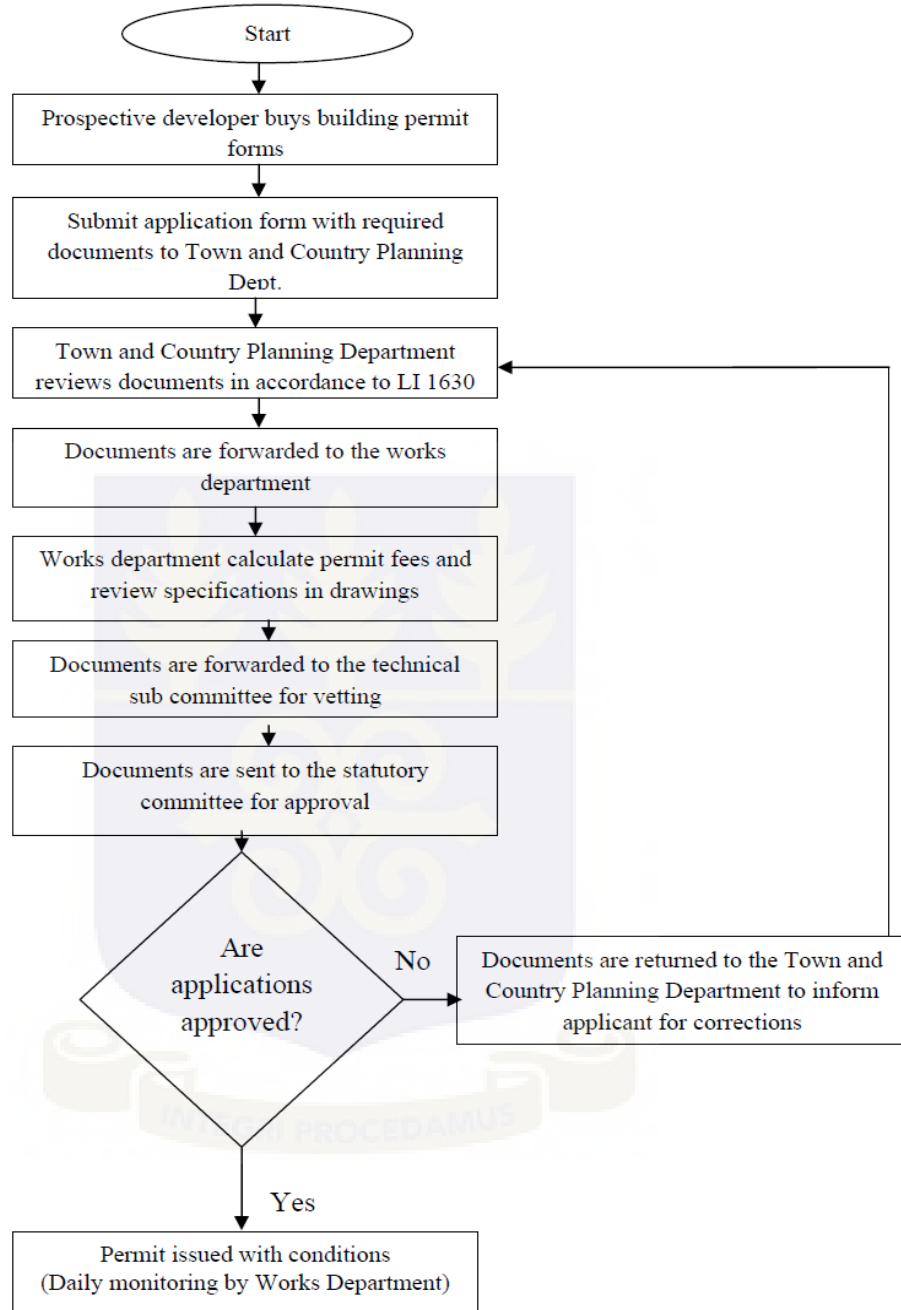 Start
Prospective developer buys building permit
forms
Submit application form with required
documents to Town and Country Planning
Dept.
Town and Country Planning Department
reviews documents in accordance to LI 1630
Documents are forwarded to the works
department
Works department calculate permit fees and
review specifications in drawings
Documents are forwarded to the technical
sub committee for vetting
Documents are sent to the statutory
committee for approval
Are
applications
approved?
No
Documents are returned to the Town and
Country Planning Department to inform
applicant for corrections
INTEGRI PROCEDAMUS
Yes
Permit issued with conditions
(Daily monitoring by Works Department)